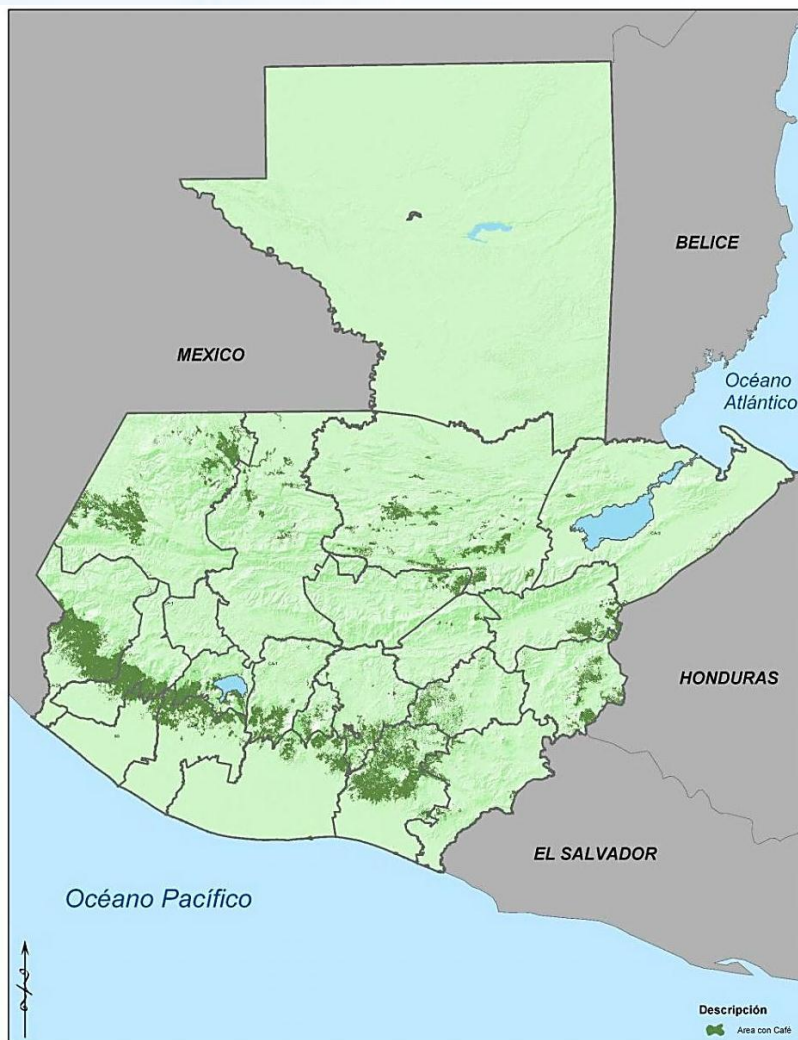 BELICE
MEXICO
Océano
Atlántico
HONDURAS
EL SALVADOR
Océano Pacífico
Descripción
Area con Café